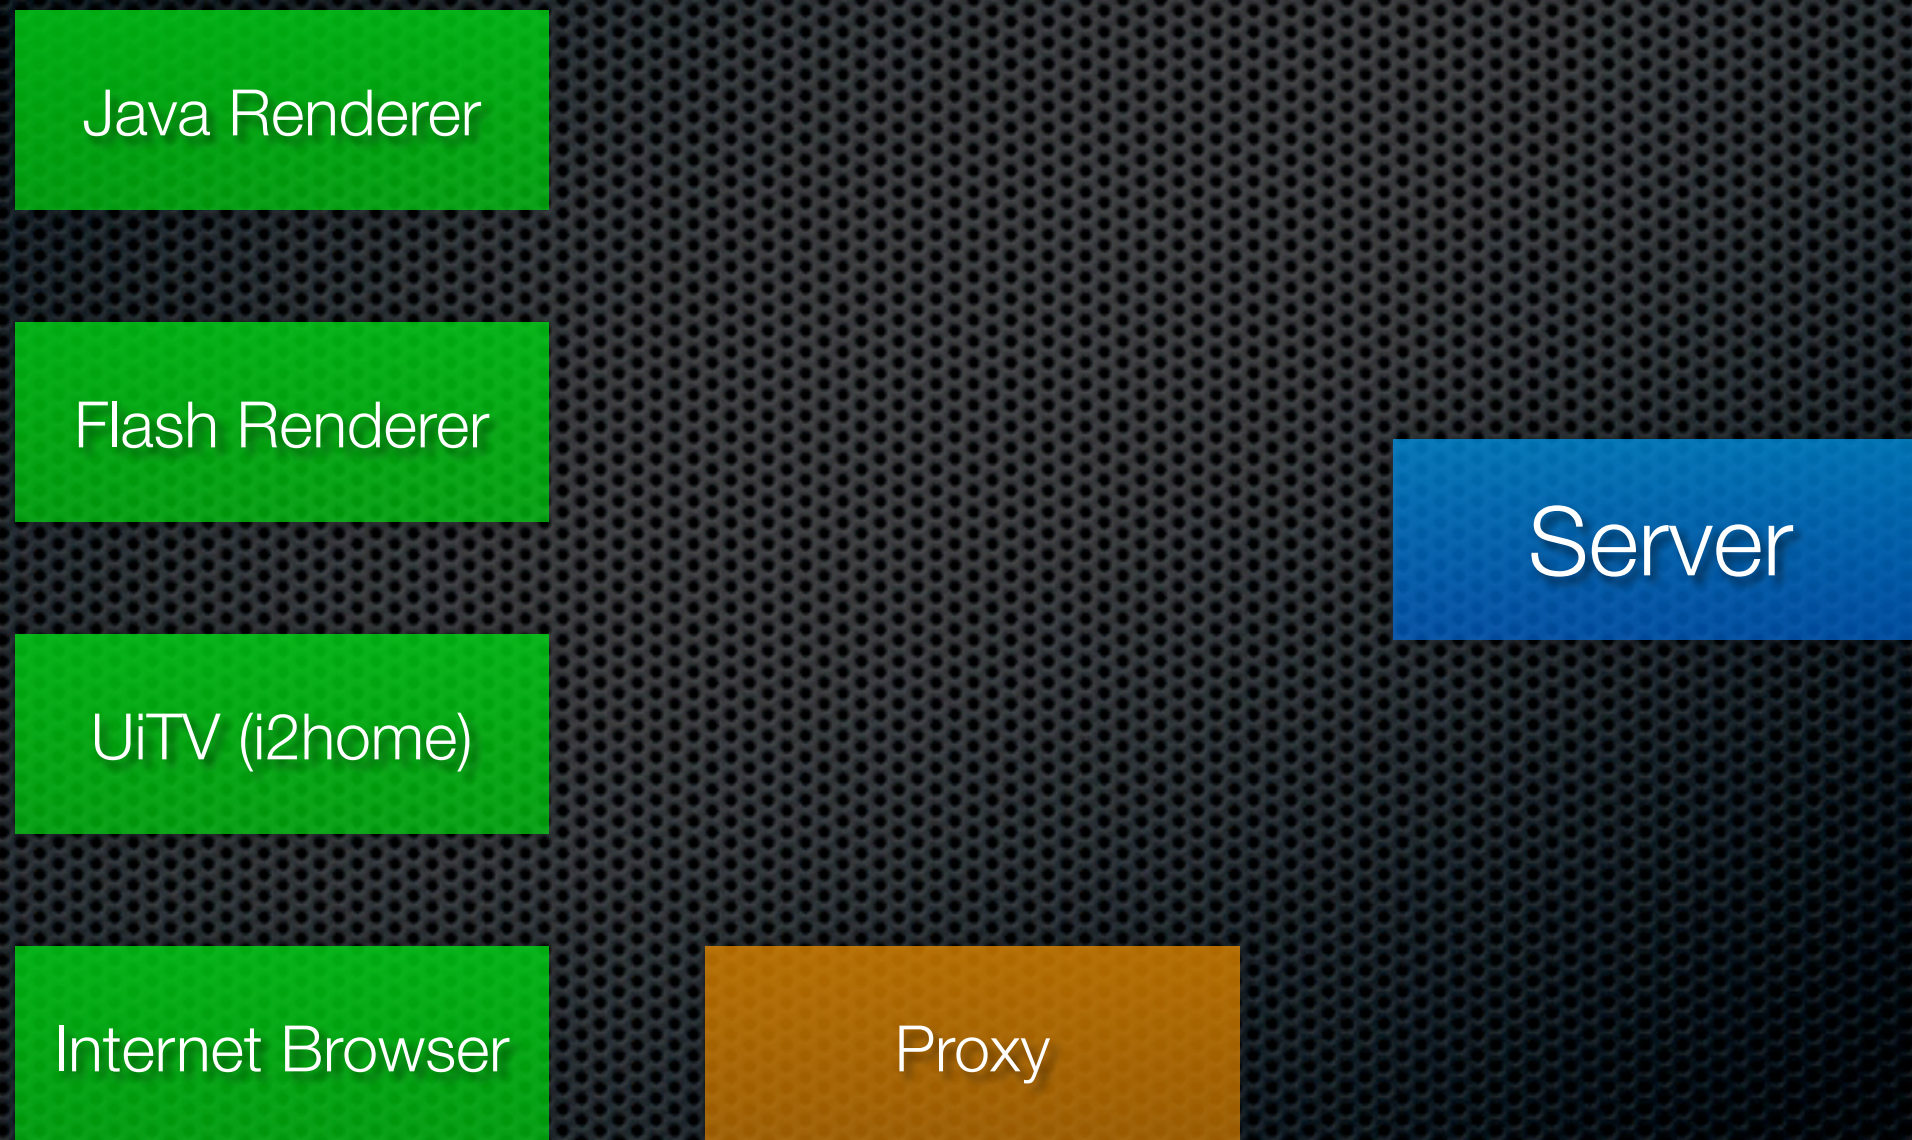 Java Renderer
Flash Renderer
Server
UiTV (i2home)
Internet Browser
Proxy